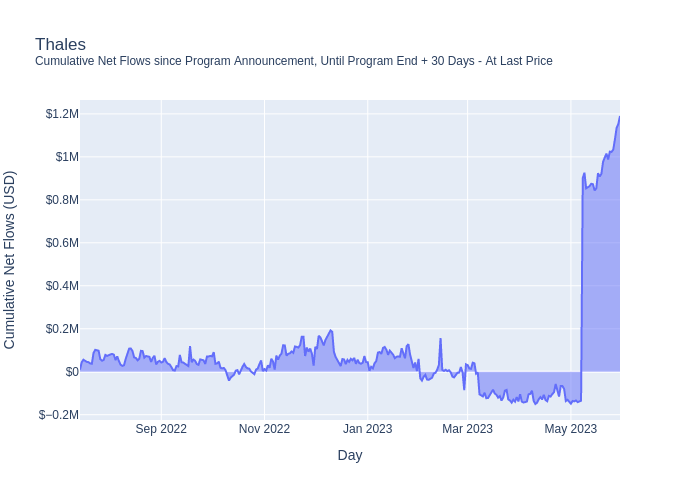 Thales
Cumulative Net Flows since Program Announcement, Until Program End + 30 Days - At Last Price
$1.2M
$1M
$0.8M
$0.6M
$0.4M
$0.2M
$0
$−0.2M
Cumulative Net Flows (USD)
Sep 2022
Nov 2022
Jan 2023
Mar 2023
May 2023
Day